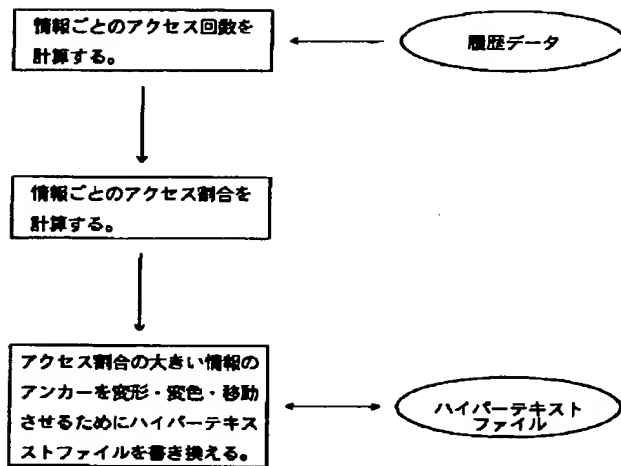 情報ごとのアクセス回数を
計算する。
履歴データ
情報ごとのアクセス割合を
計算する。
アクセス割合の大きい情報の
アンカーを変形・変色・移動
させるためにハイパーテキス
ストファイルを書き換える。
ハイパーテキスト
ファイル